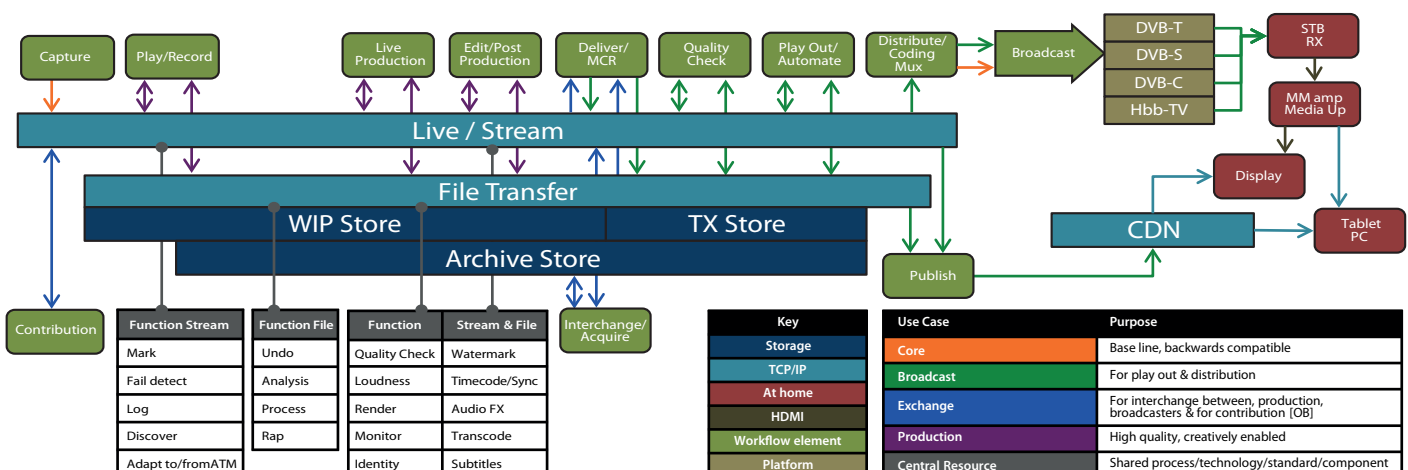 Capture
Play/Record
Live
Production
Edit/Post
Production
Deliver/
MCR
Quality
Check
Play Out/
Automate
Distribute/
Coding
Mux
Broadcast
DVB-T
DVB-S
DVB-C
Hbb-TV
STB
RX
MM amp
Media Up
Display
Tablet
PC
Live / Stream
File Transfer
WIP Store
TX Store
Archive Store
CDN
Publish
Contribution
Interchange/
Acquire
Function Stream
Mark
Fail detect
Log
Discover
Adapt to/fromATM
Function File
Undo
Analysis
Process
Rap
Function
Stream & File
Quality Check
Watermark
Loudness
Timecode/Sync
Render
Audio FX
Monitor
Transcode
Identity
Subtitles
Key
Storage
TCP/IP
At home
HDMI
Workflow element
Platform
Use Case
Purpose
Core
Base line, backwards compatible
Broadcast
For play out & distribution
Exchange
For interchange between, production,
broadcasters & for contribution [OB]
Production
High quality, creatively enabled
Central Resource
Shared process/technology/standard/component